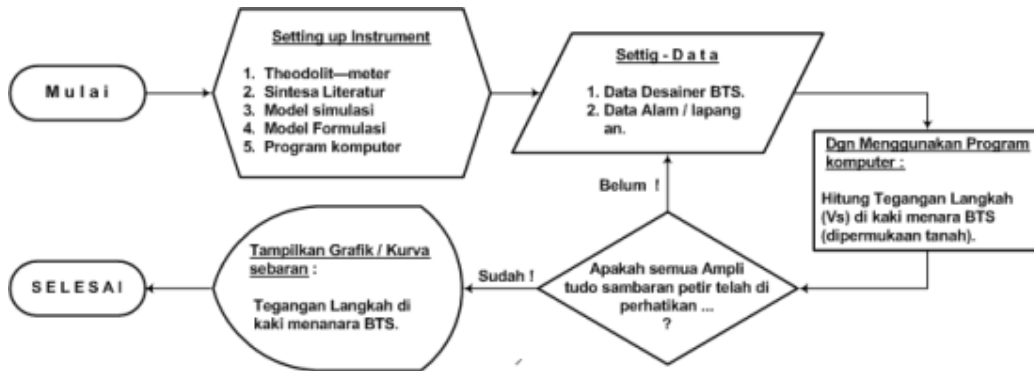 M u l a i
Setting up Instrument
1. Theodolit—meter
2. Sintesa Literatur
3. Model simulasi
4. Model Formulasi
5. Program komputer
Settig - D a t a
1. Data Desainer BTS.
2. Data Alam / lapang
an.
Dgn Menggunakan Program
komputer :
Hitung Tegangan Langkah
(Vs) di kaki menara BTS
(dipermukaan tanah).
Belum !
Apakah semua Ampli
tudo sambaran petir telah di
perhatikan ...
?
Sudah !
Tampilkan Grafik / Kurva
sebaran :
Tegangan Langkah di
kaki menanara BTS.
S E L E S A I